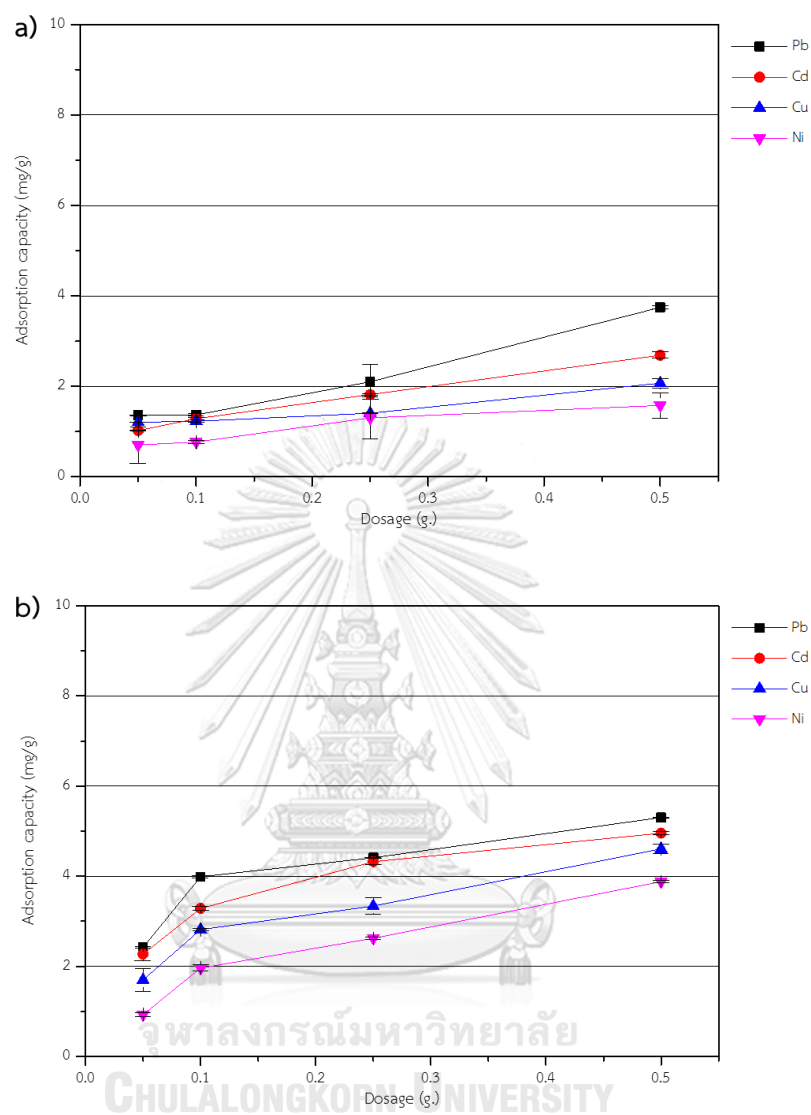 a)
10
8
6
4
2
0
Adsorption capacity (mg/g)
0.0 0.1 0.2 0.3 0.4 0.5
Dosage (g.)
Pb
Cd
Cu
Ni
b)
10
8
6
4
2
0
Adsorption capacity (mg/g)
0.0 0.1 0.2 0.3 0.4 0.5
Dosage (g.)
Pb
Cd
Cu
Ni
จุฬาลงกรณ์มหาวิทยาลัย
CHULALONGKORN UNIVERSITY